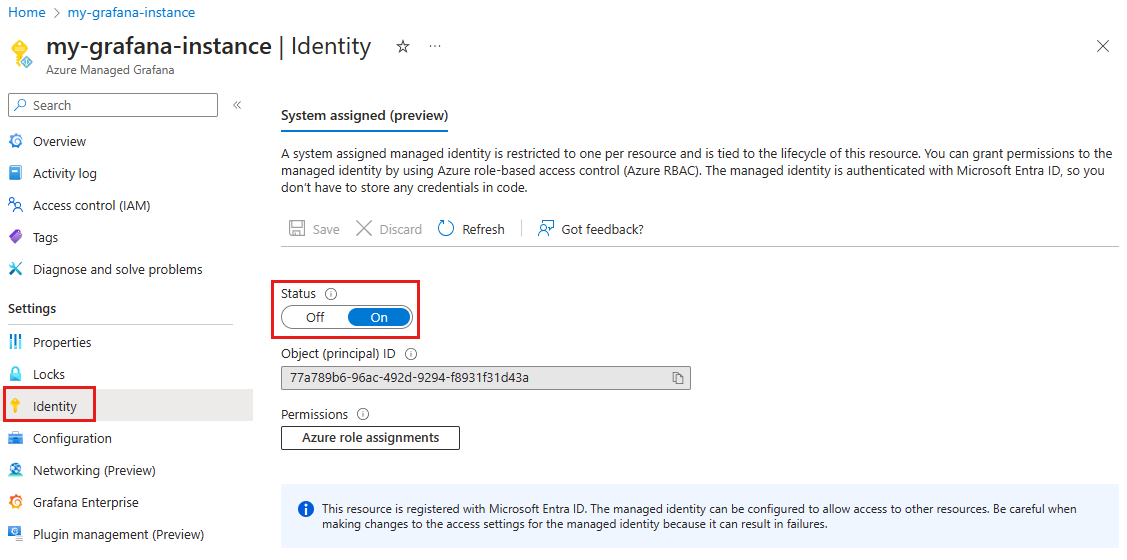 Home > my-grafana-instance
my-grafana-instance | Identity
Azure Managed Grafana
Search
Overview
Activity log
Access control (IAM)
Tags
Diagnose and solve problems
Settings
Properties
Locks
Identity
Configuration
Networking (Preview)
Grafana Enterprise
Plugin management (Preview)
System assigned (preview)
A system assigned managed identity is restricted to one per resource and is tied to the lifecycle of this resource. You can grant permissions to the
managed identity by using Azure role-based access control (Azure RBAC). The managed identity is authenticated with Microsoft Entra ID, so you
don't have to store any credentials in code.
Save Discard Refresh Got feedback?
Status
Off On
Object (principal) ID
77a789b6-96ac-492d-9294-f8931f31d43a
Permissions
Azure role assignments
This resource is registered with Microsoft Entra ID. The managed identity can be configured to allow access to other resources. Be careful when
making changes to the access settings for the managed identity because it can result in failures.